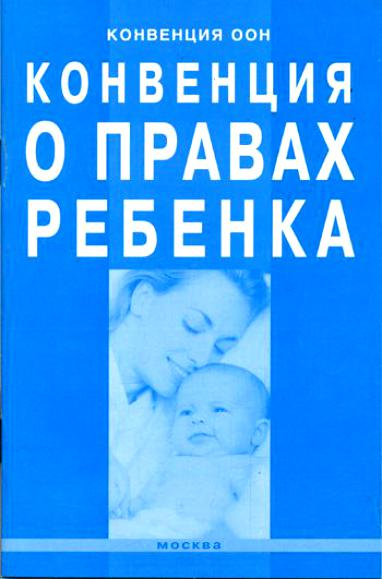 КОНВЕНЦИЯ ООН
КОНВЕНЦИЯ
О ПРАВАХ
РЕБЕНКА
МОСКВА